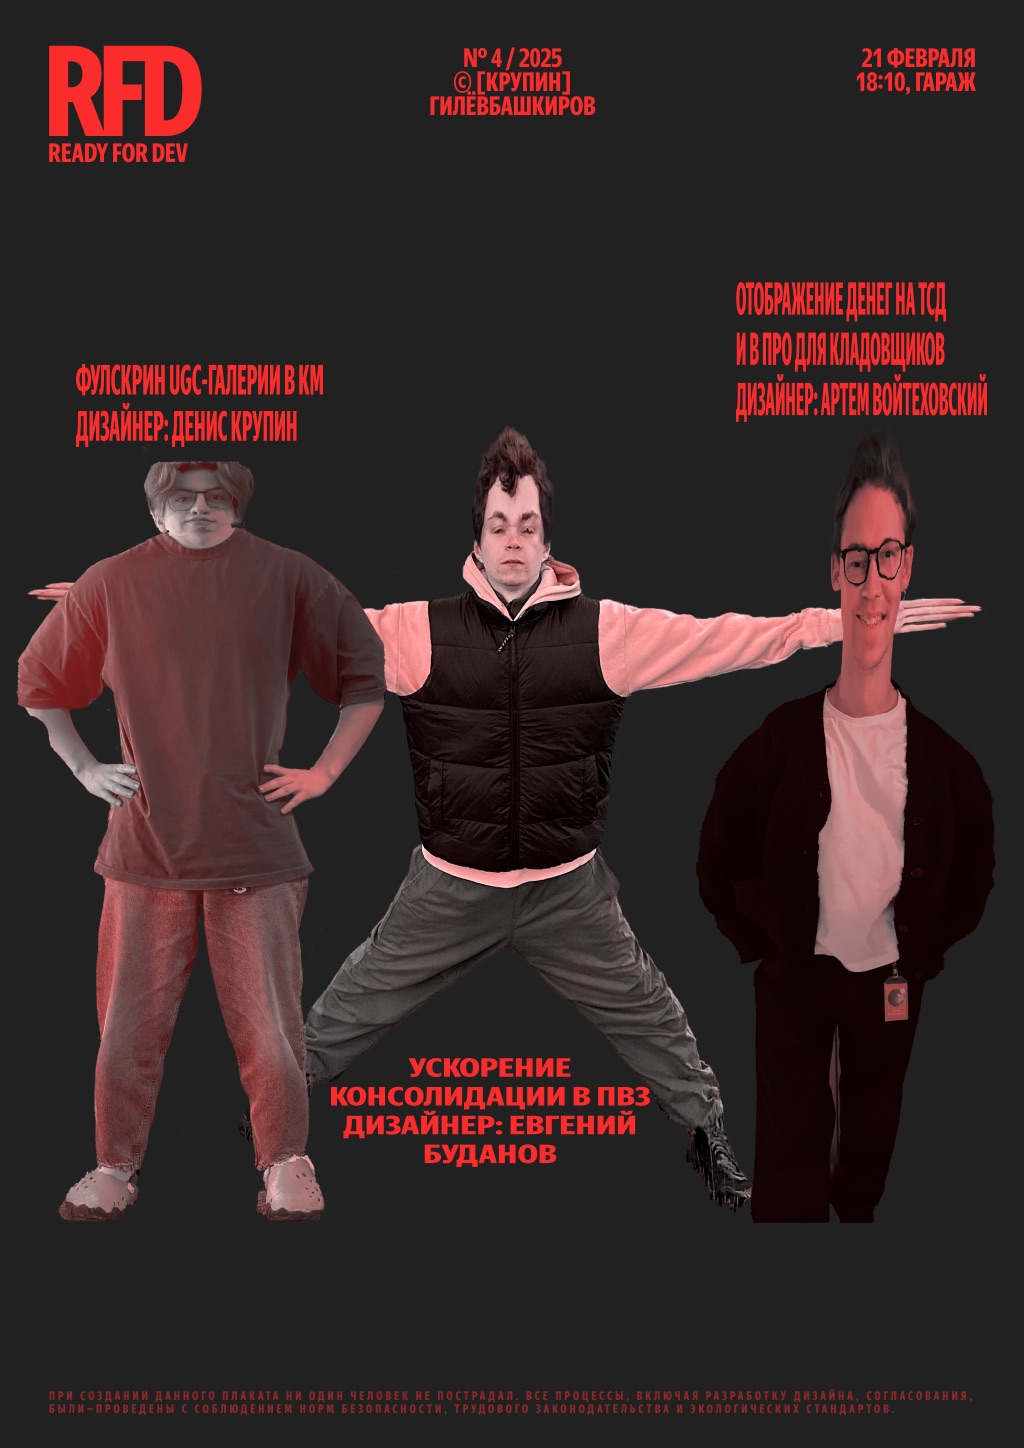 RFD
READY FOR DEV
Nº 4 / 2025
© [КРУПИН]
ГИЛЁВБАШКИРОВ
21 ФЕВРАЛЯ
18:10, ГАРАЖ
ОТОБРАЖЕНИЕ ДЕНЕГ НА ТСД
И В ПРО ДЛЯ КЛАДОВЩИКОВ
ДИЗАЙНЕР: АРТЕМ ВОЙТЕХОВСКИЙ
ФУЛСКРИН UGC-ГАЛЕРИИ В КМ
ДИЗАЙНЕР: ДЕНИС КРУПИН
УСКОРЕНИЕ
КОНСОЛИДАЦИИ В ПВЗ
ДИЗАЙНЕР: ЕВГЕНИЙ
БУДАНОВ
ПРИ СОЗДАНИИ ДАННОГО ПЛАКАТА НИ ОДИН ЧЕЛОВЕК НЕ ПОСТРАДАЛ. ВСЕ ПРОЦЕССЫ, ВКЛЮЧАЯ РАЗРАБОТКУ ДИЗАЙНА, СОГЛАСОВАНИЯ,
БЫЛИ–ПРОВЕДЕНЫ С СОБЛЮДЕНИЕМ НОРМ БЕЗОПАСНОСТИ, ТРУДОВОГО ЗАКОНОДАТЕЛЬСТВА И ЭКОЛОГИЧЕСКИХ СТАНДАРТОВ.